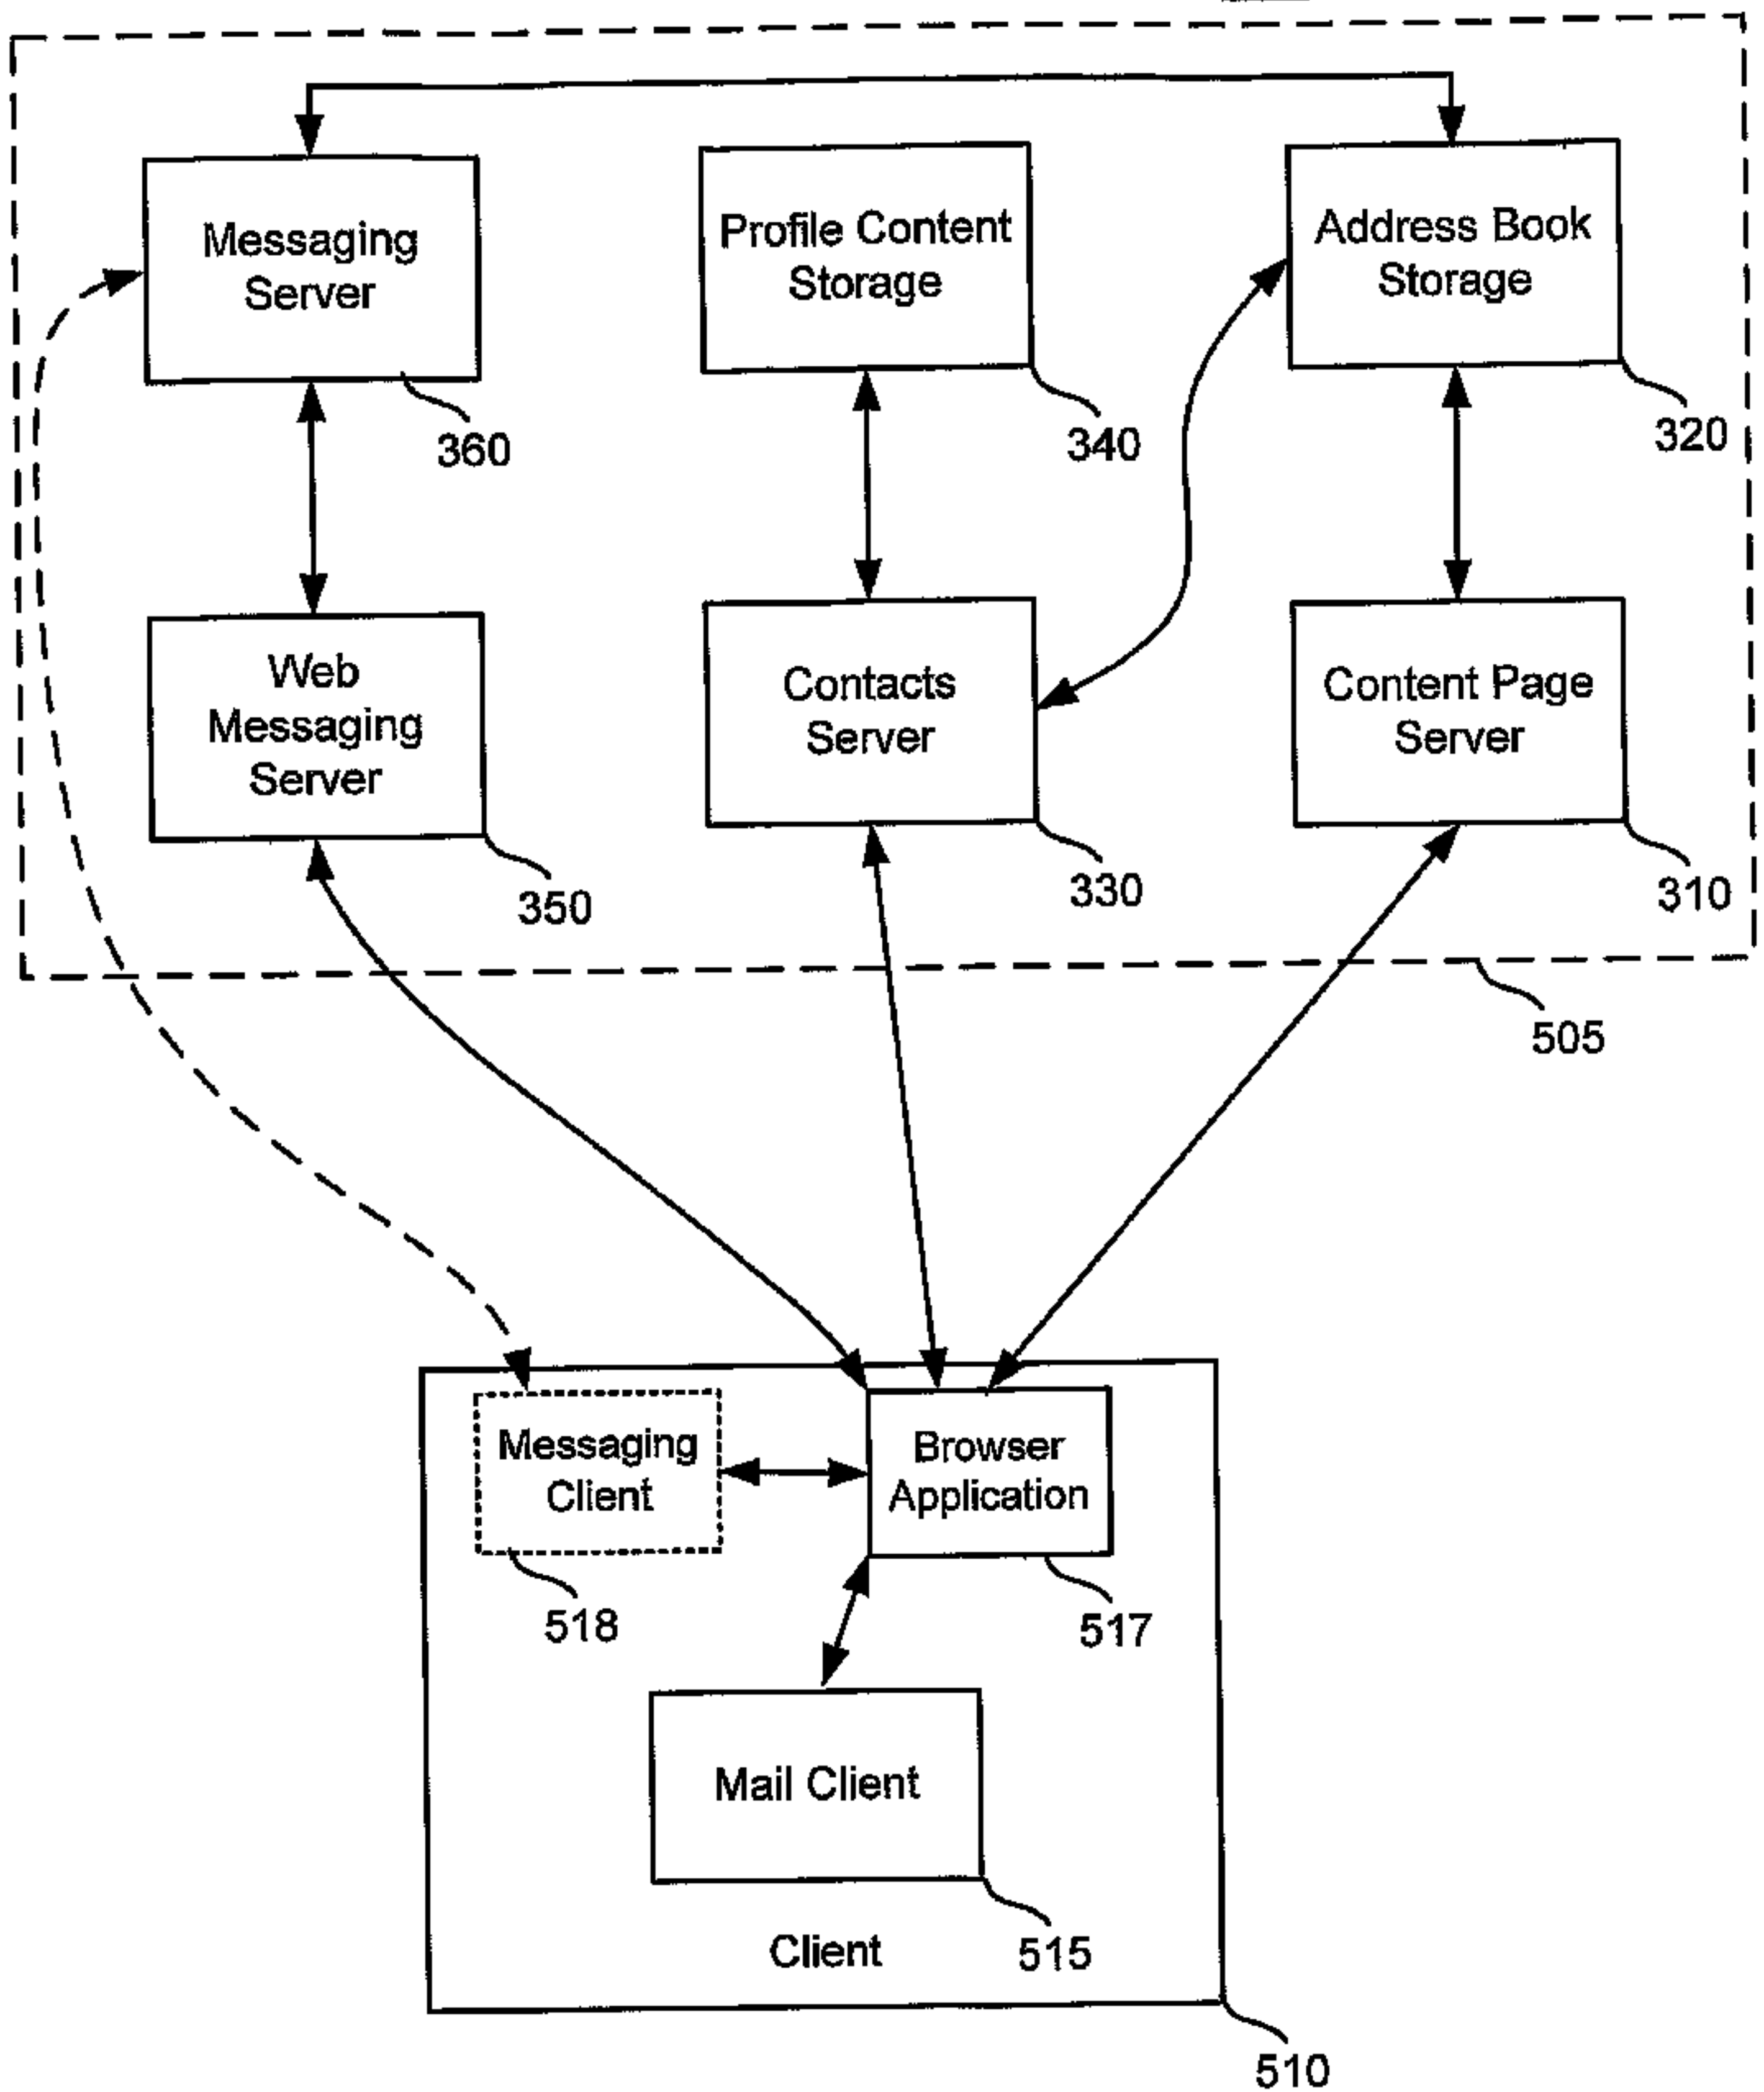 Messaging
Server
360
Profile Content
Storage
340
Address Book
Storage
320
Web
Messaging
Server
350
Contacts
Server
330
Content Page
Server
310
505
Messaging
Client
518
Browser
Application
517
Mail Client
515
Client
510